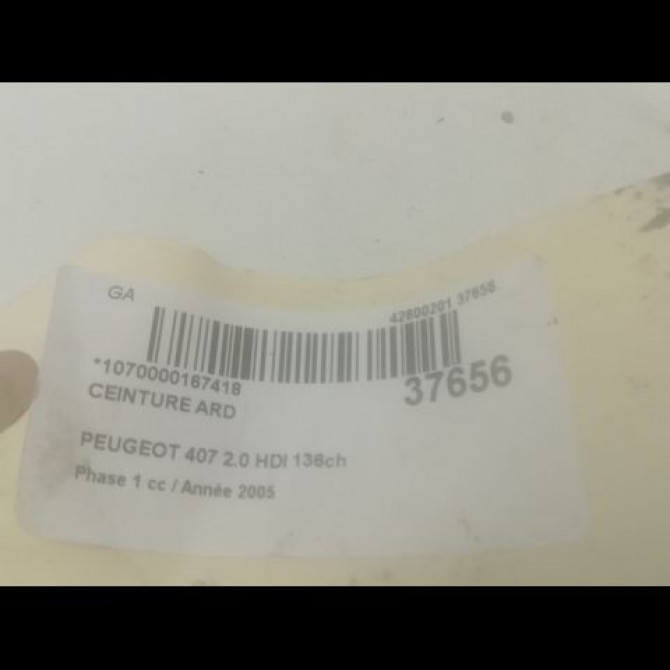 GA
42800201 37656
*1070000167418
37656
CEINTURE ARD
PEUGEOT 407 2.0 HDI 136ch
Phase 1 cc / Année 2005